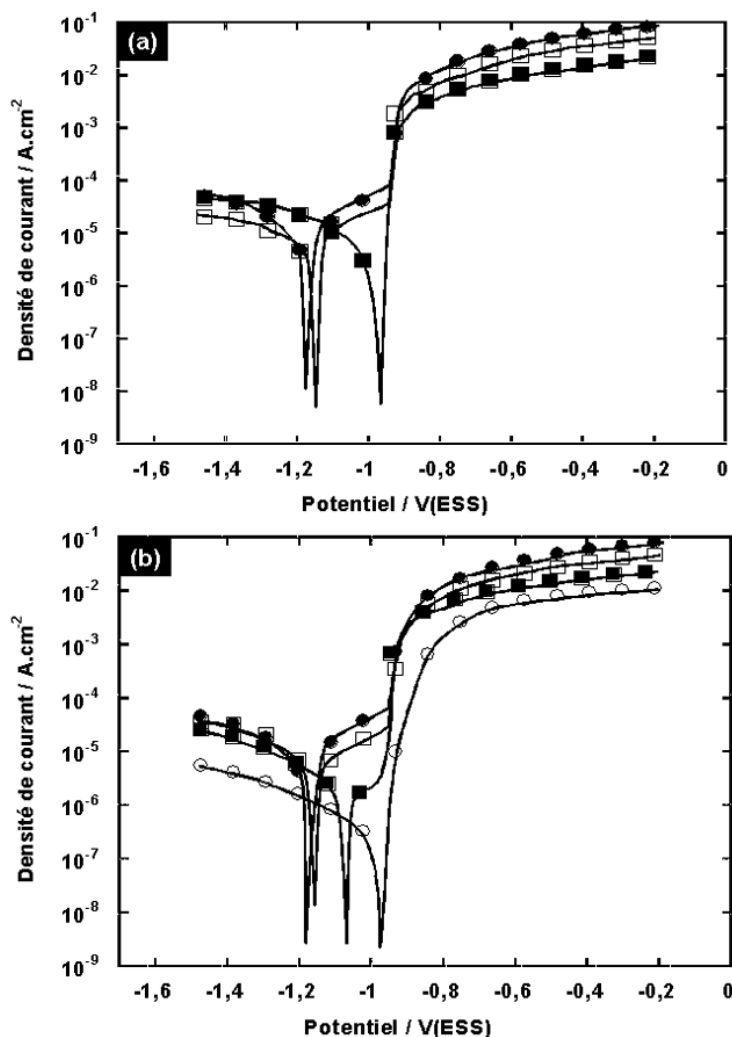 (a)
Densité de courant / A.cm-2
10-1
10-2
10-3
10-4
10-5
10-6
10-7
10-8
10-9
-1,6 -1,4 -1,2 -1 -0,8 -0,6 -0,4 -0,2 0
Potentiel / V(ESS)
(b)
Densité de courant / A.cm-2
10-1
10-2
10-3
10-4
10-5
10-6
10-7
10-8
10-9
-1,6 -1,4 -1,2 -1 -0,8 -0,6 -0,4 -0,2 0
Potentiel / V(ESS)